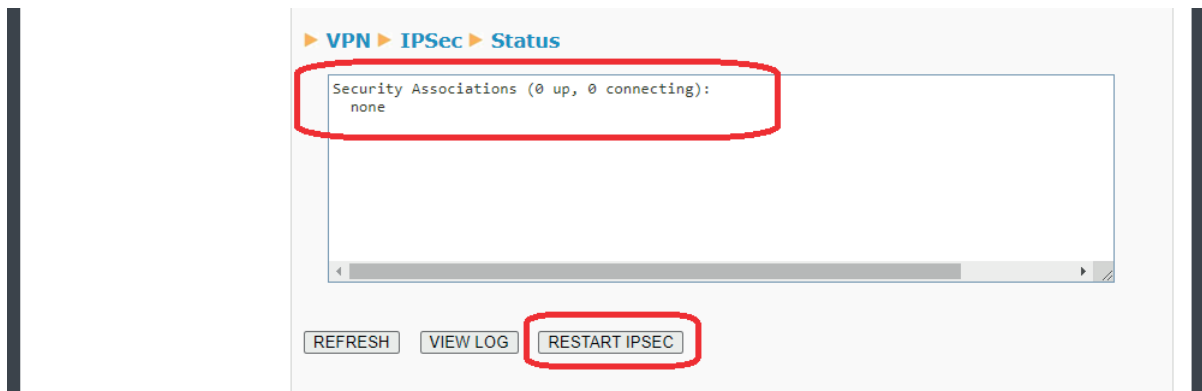 VPN IPSec Status
Security Associations (0 up, 0 connecting):
none
REFRESH VIEW LOG RESTART IPSEC